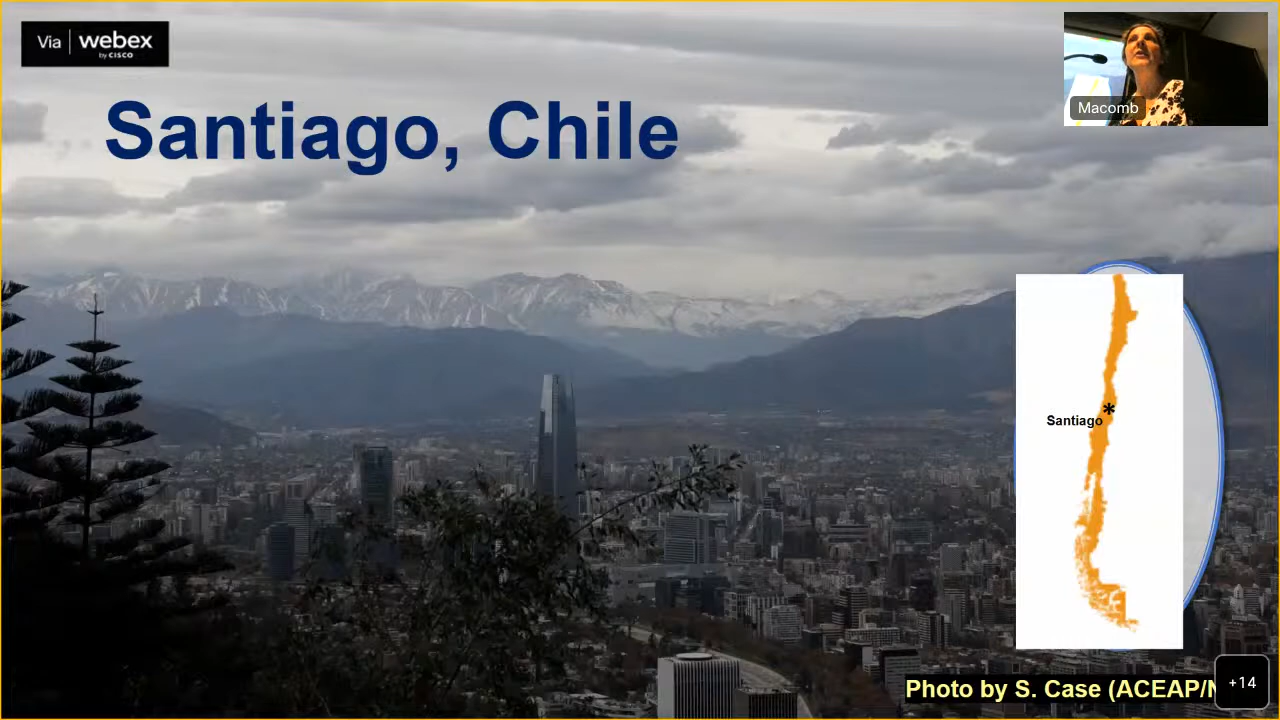 Via webex
by CISCO
Macomb
Santiago, Chile
Santiago
*
Photo by S. Case (ACEAP/
+14